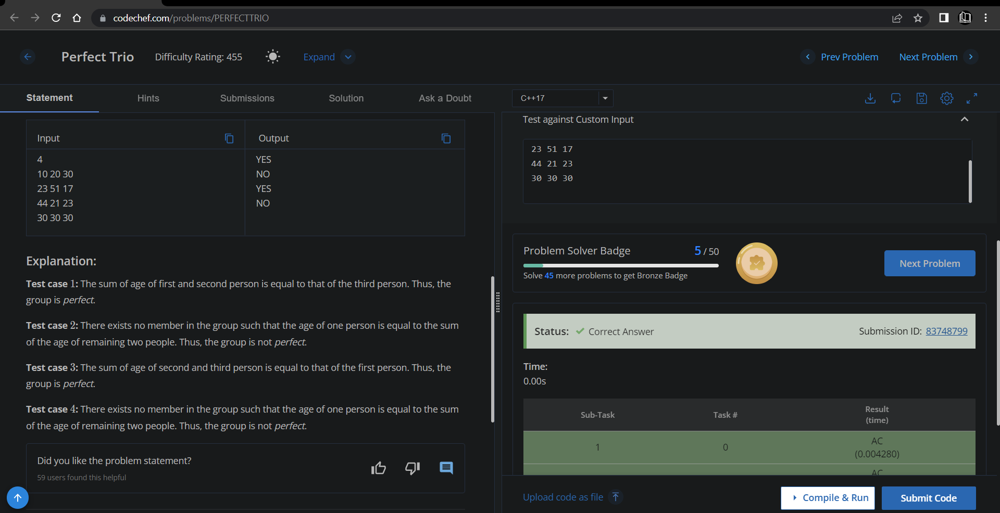 codechef.com/problems/PERFECTTRIO
Perfect Trio
Difficulty Rating: 455
Expand
Prev Problem
Next Problem
Statement
Hints
Submissions
Solution
Ask a Doubt
Input
Output
4
10 20 30
23 51 17
44 21 23
30 30 30
YES
NO
YES
NO
Explanation:
Test case 1: The sum of age of first and second person is equal to that of the third person. Thus, the
group is perfect.
Test case 2: There exists no member in the group such that the age of one person is equal to the sum
of the age of remaining two people. Thus, the group is not perfect.
Test case 3: The sum of age of second and third person is equal to that of the first person. Thus, the
group is perfect.
Test case 4: There exists no member in the group such that the age of one person is equal to the sum
of the age of remaining two people. Thus, the group is not perfect.
Did you like the problem statement?
59 users found this helpful
C++17
Test against Custom Input
23 51 17
44 21 23
30 30 30
Problem Solver Badge
5 / 50
Solve 45 more problems to get Bronze Badge
Next Problem
Status: Correct Answer
Submission ID: 83748799
Time:
0.00s
Sub-Task
Task #
Result
(time)
1
0
AC
(0.004280)
AC
Upload code as file
Compile & Run
Submit Code